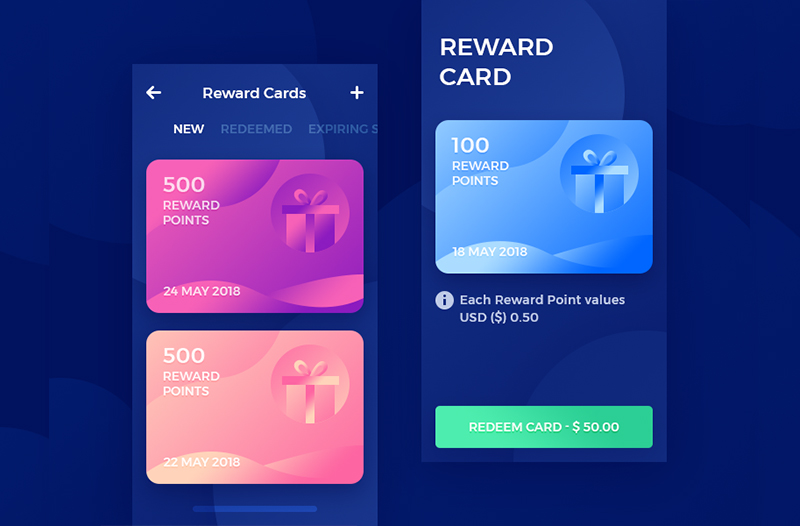 Reward Cards
NEW REDEEMED EXPIRING S
500
REWARD
POINTS
24 MAY 2018
500
REWARD
POINTS
22 MAY 2018
REWARD
CARD
100
REWARD
POINTS
18 MAY 2018
Each Reward Point values
USD ($) 0.50
REDEEM CARD - $ 50.00